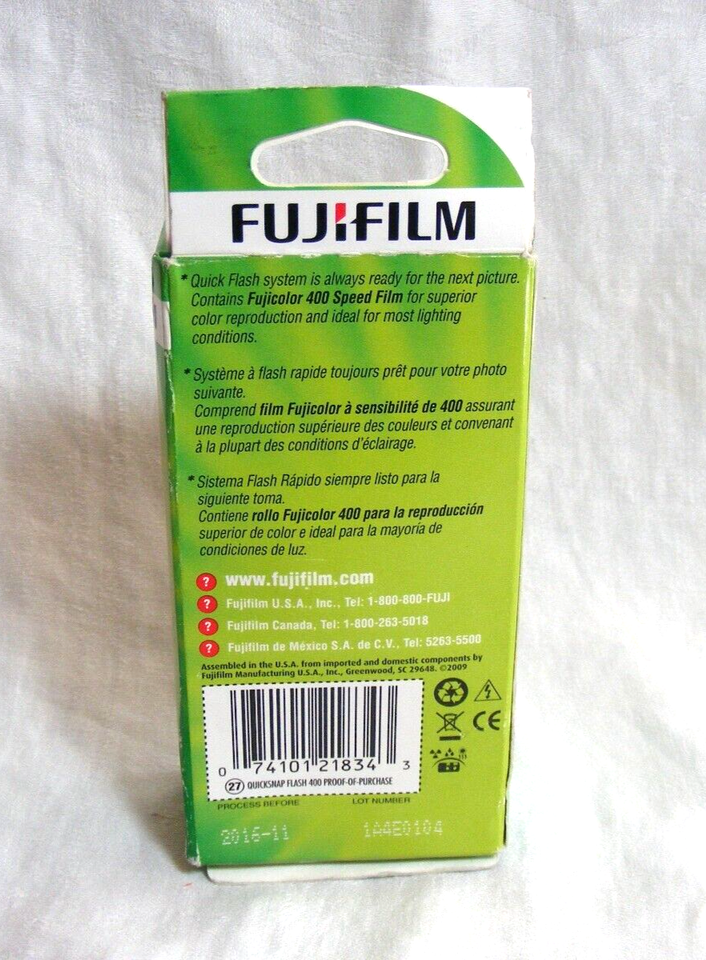 FUJIFILM
* Quick Flash system is always ready for the next picture.
Contains Fujicolor 400 Speed Film for superior
color reproduction and ideal for most lighting
conditions.
* Système à flash rapide toujours prêt pour votre photo
suivante.
Comprend film Fujicolor à sensibilité de 400 assurant
une reproduction supérieure des couleurs et convenant
à la plupart des conditions d'éclairage.
* Sistema Flash Rápido siempre listo para la
siguiente toma.
Contiene rollo Fujicolor 400 para la reproducción
superior de color e ideal para la mayoría de
condiciones de luz.
? www.fujifilm.com
? Fujifilm U.S.A., Inc., Tel: 1-800-800-FUJI
? Fujifilm Canada, Tel: 1-800-263-5018
? Fujifilm de México S.A. de C.V., Tel: 5263-5500
Assembled in the U.S.A. from imported and domestic components by
Fujifilm Manufacturing U.S.A., Inc., Greenwood, SC 29648. ©2009
CE
0 74101 21834 3
27 QUICKSNAP FLASH 400 PROOF-OF-PURCHASE
PROCESS BEFORE LOT NUMBER
2016-11 1A4E0104